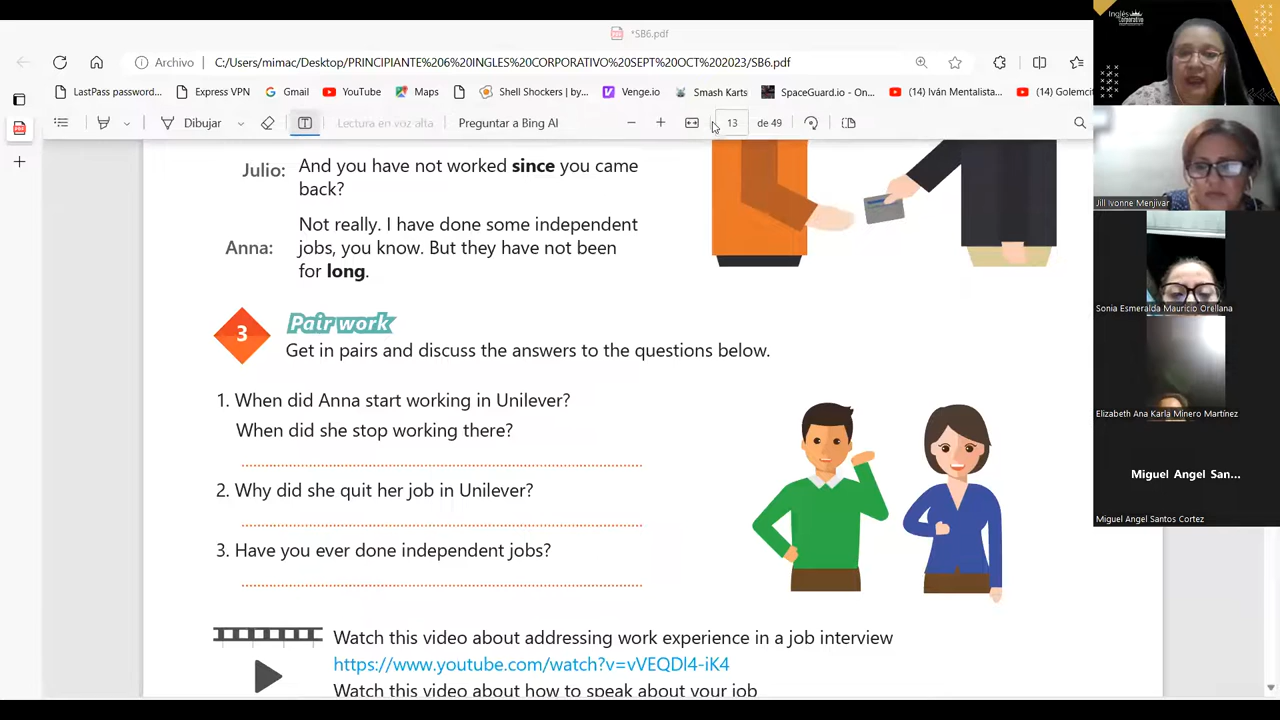 *SB6.pdf
Archivo
C:/Users/mimac/Desktop/PRINCIPIANTE%206%20INGLES%20CORPORATIVO%20SEPT%20OCT%202023/SB6.pdf
LastPass password...
Express VPN
Gmail
YouTube
Maps
Shell Shockers | by...
Venge.io
Smash Karts
SpaceGuard.io - On...
(14) Iván Mentalista...
(14) Golemcit
Dibujar
Lectura en voz alta
Preguntar a Bing AI
13
de 49
Julio:
And you have not worked since you came
back?
Not really. I have done some independent
Anna:
jobs, you know. But they have not been
for long.
3
Pair work
Get in pairs and discuss the answers to the questions below.
1. When did Anna start working in Unilever?
When did she stop working there?
2. Why did she quit her job in Unilever?
3. Have you ever done independent jobs?
Watch this video about addressing work experience in a job interview
https://www.youtube.com/watch?v=vVEQDI4-iK4
Watch this video about how to speak about your job
Inglés
Corporativo
Jill Ivonne Menjivar
Sonia Esmeralda Mauricio Orellana
Elizabeth Ana Karla Minero Martínez
Miguel Angel San...
Miguel Angel Santos Cortez